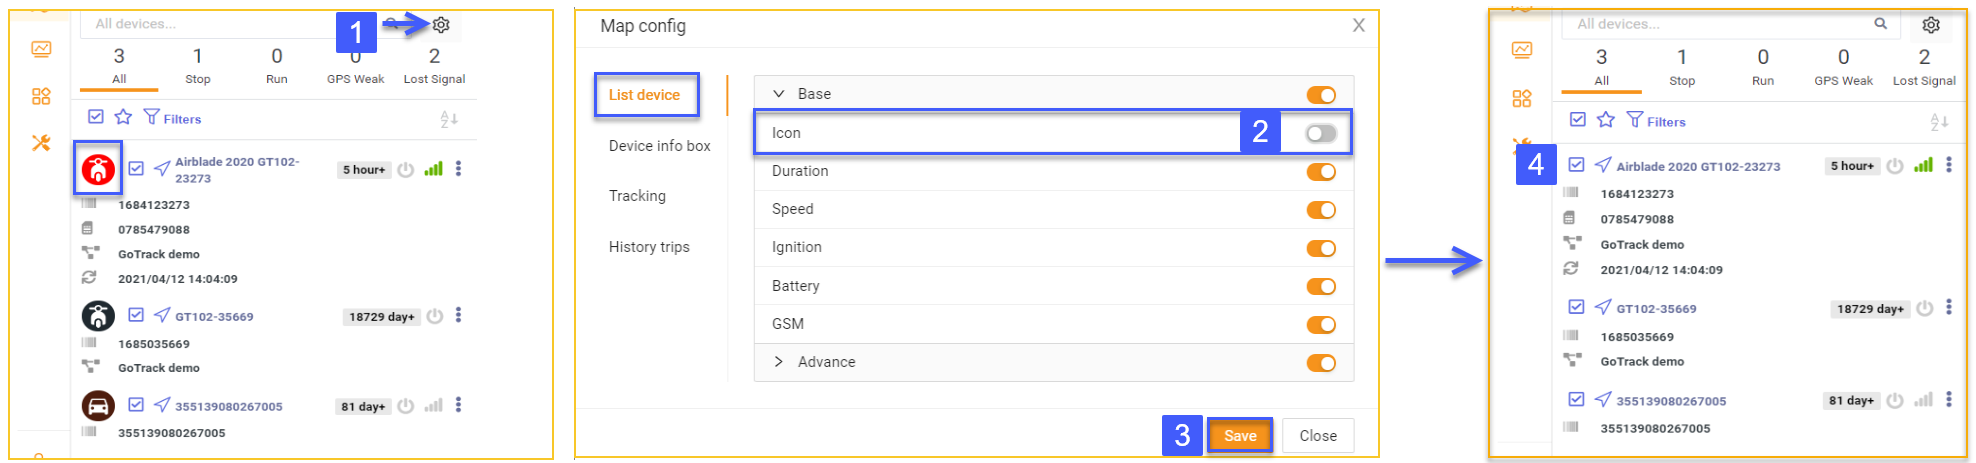 All devices...
1
3 1 0 0 2
All Stop Run GPS Weak Lost Signal
Filters
Airblade 2020 GT102-
23273
5 hour+
1684123273
0785479088
GoTrack demo
2021/04/12 14:04:09
GT102-35669 18729 day+
1685035669
GoTrack demo
355139080267005 81 day+
355139080267005
Map config X
List device
Device info box
Tracking
History trips
Base
Icon 2
Duration
Speed
Ignition
Battery
GSM
Advance
3 Save Close
All devices...
3 1 0 0 2
All Stop Run GPS Weak Lost Signal
Filters
4 Airblade 2020 GT102-23273 5 hour+
1684123273
0785479088
GoTrack demo
2021/04/12 14:04:09
GT102-35669 18729 day+
1685035669
GoTrack demo
355139080267005 81 day+
355139080267005